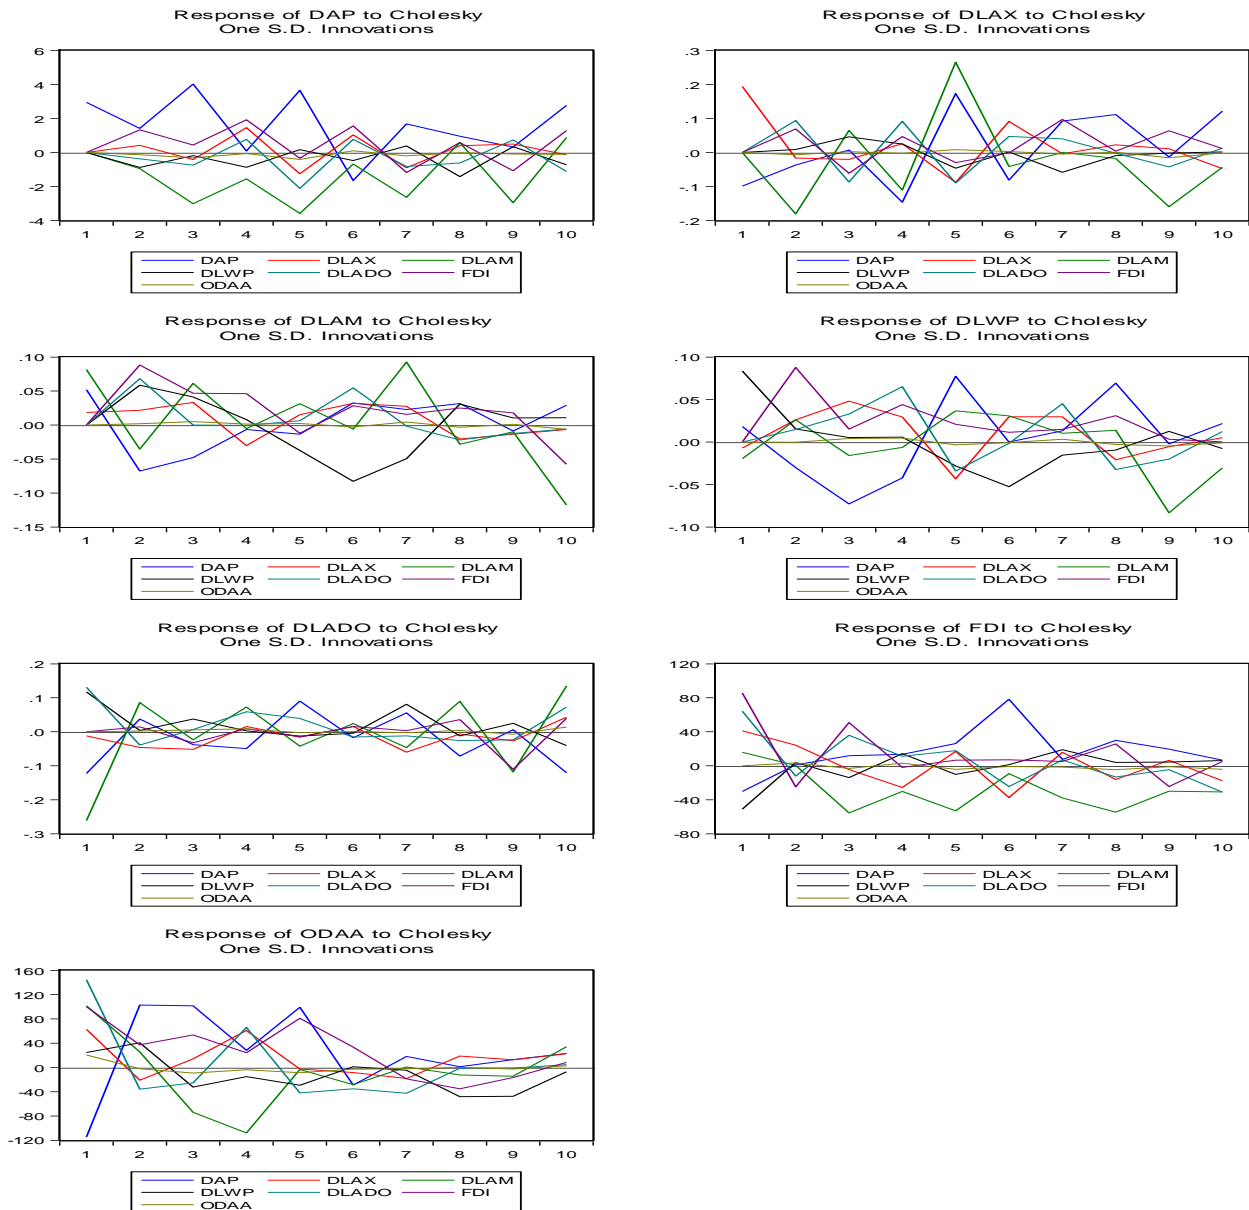 Response of DAP to Cholesky
One S.D. Innovations
6
4
2
0
-2
-4
1 2 3 4 5 6 7 8 9 10
DAP DLAX DLAM
DLWP DLADO FDI
ODAA
Response of DLAX to Cholesky
One S.D. Innovations
.3
.2
.1
.0
-.1
-.2
1 2 3 4 5 6 7 8 9 10
DAP DLAX DLAM
DLWP DLADO FDI
ODAA
Response of DLAM to Cholesky
One S.D. Innovations
.10
.05
.00
-.05
-.10
-.15
1 2 3 4 5 6 7 8 9 10
DAP DLAX DLAM
DLWP DLADO FDI
ODAA
Response of DLWP to Cholesky
One S.D. Innovations
.10
.05
.00
-.05
-.10
1 2 3 4 5 6 7 8 9 10
DAP DLAX DLAM
DLWP DLADO FDI
ODAA
Response of DLADO to Cholesky
One S.D. Innovations
.2
.1
.0
-.1
-.2
-.3
1 2 3 4 5 6 7 8 9 10
DAP DLAX DLAM
DLWP DLADO FDI
ODAA
Response of FDI to Cholesky
One S.D. Innovations
120
80
40
0
-40
-80
1 2 3 4 5 6 7 8 9 10
DAP DLAX DLAM
DLWP DLADO FDI
ODAA
Response of ODAA to Cholesky
One S.D. Innovations
160
120
80
40
0
-40
-80
-120
1 2 3 4 5 6 7 8 9 10
DAP DLAX DLAM
DLWP DLADO FDI
ODAA